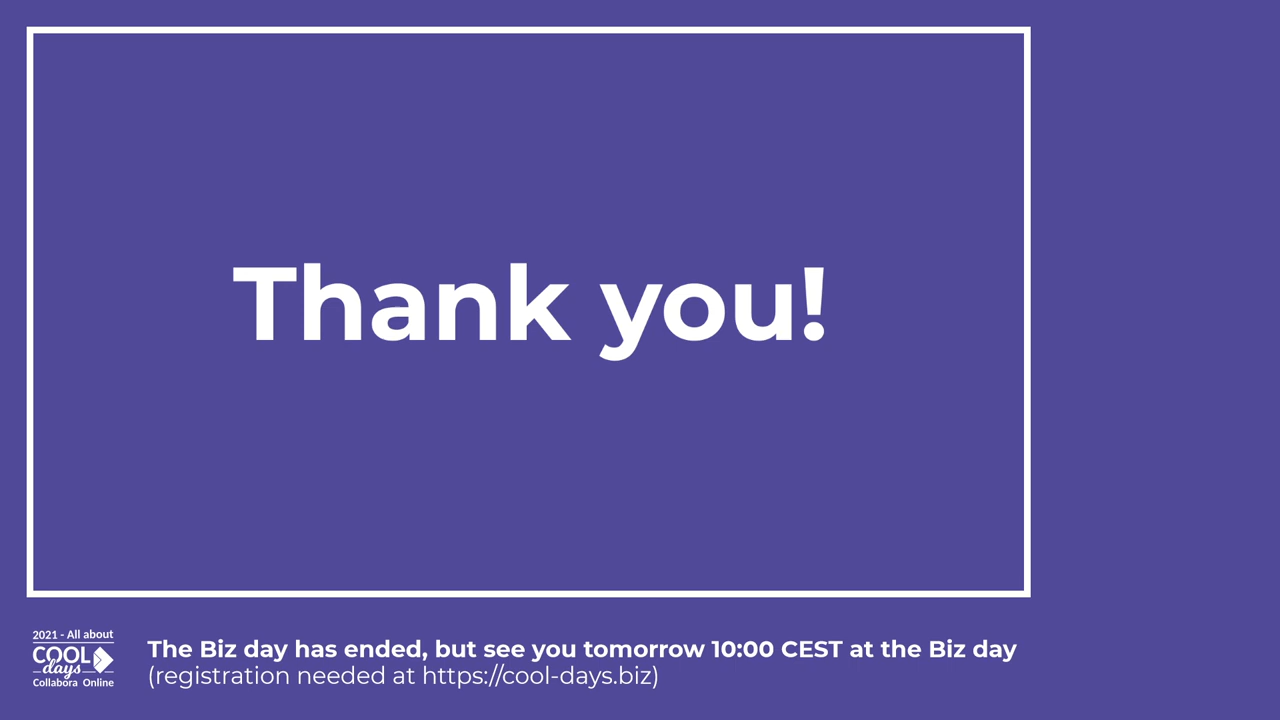 Thank you!
2021 - All about
COOL
days
Collabora Online
The Biz day has ended, but see you tomorrow 10:00 CEST at the Biz day
(registration needed at https://cool-days.biz)